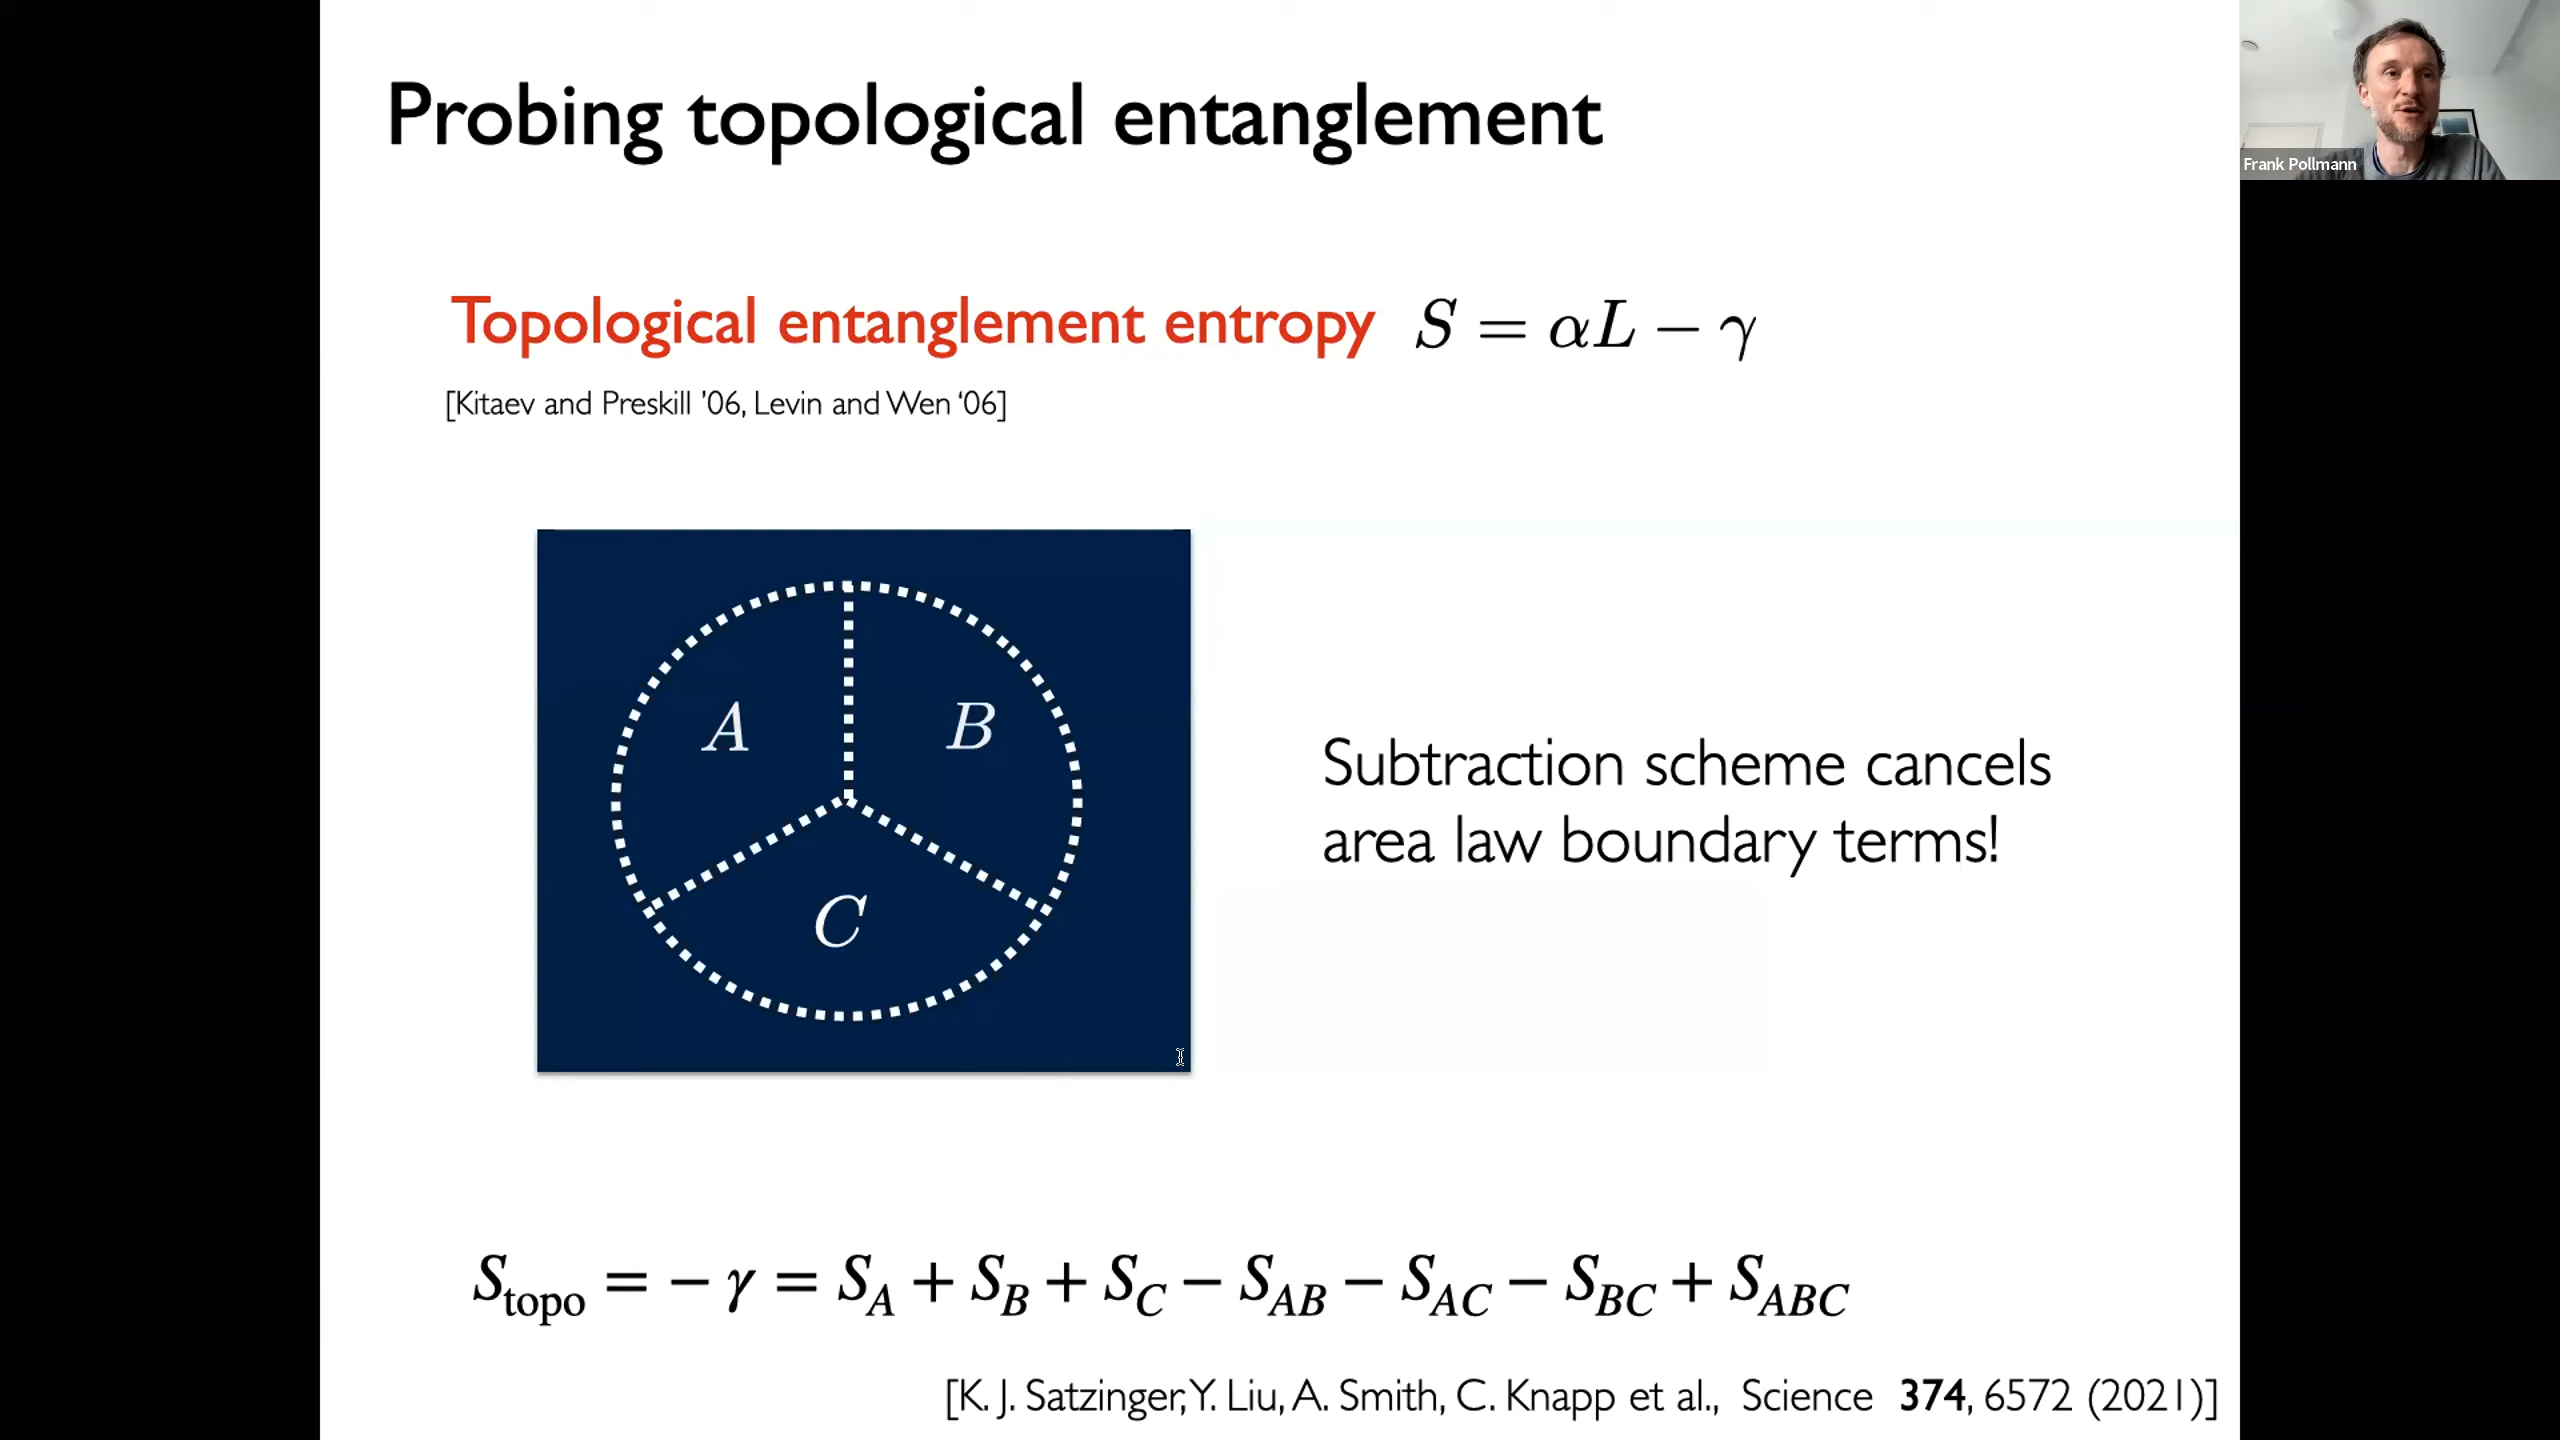 Probing topological entanglement
Frank Pollmann
Topological entanglement entropy S = αL − γ
[Kitaev and Preskill ’06, Levin and Wen ‘06]
A
B
C
Subtraction scheme cancels
area law boundary terms!
S_topo = − γ = S_A + S_B + S_C − S_AB − S_AC − S_BC + S_ABC
[K. J. Satzinger, Y. Liu, A. Smith, C. Knapp et al., Science 374, 6572 (2021)]